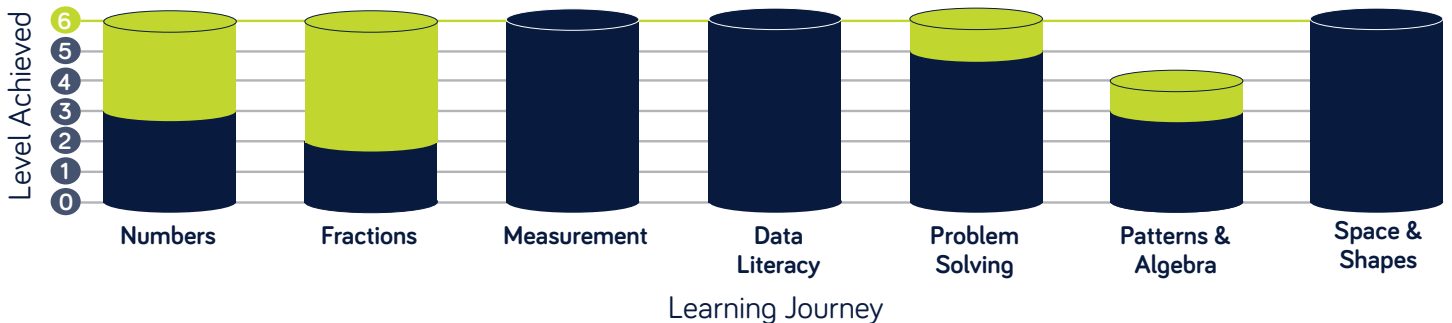 Level Achieved
6
5
4
3
2
1
0
Numbers
Fractions
Measurement
Data
Literacy
Problem
Solving
Patterns &
Algebra
Space &
Shapes
Learning Journey